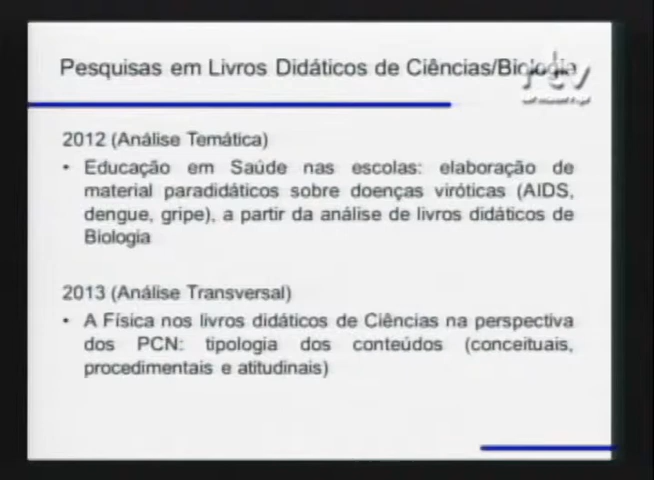 Pesquisas em Livros Didáticos de Ciências/Biologia
2012 (Análise Temática)
• Educação em Saúde nas escolas: elaboração de
material paradidáticos sobre doenças viróticas (AIDS,
dengue, gripe), a partir da análise de livros didáticos de
Biologia
2013 (Análise Transversal)
• A Física nos livros didáticos de Ciências na perspectiva
dos PCN: tipologia dos conteúdos (conceituais,
procedimentais e atitudinais)